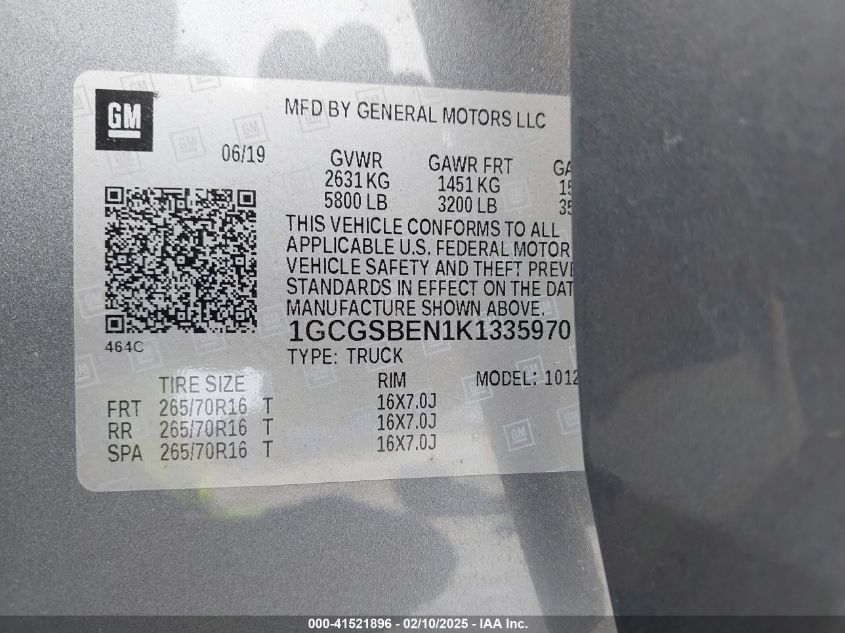 GM
MFD BY GENERAL MOTORS LLC
06/19
GVWR GAWR FRT GA
2631 KG 1451 KG 15
5800 LB 3200 LB 35
THIS VEHICLE CONFORMS TO ALL
APPLICABLE U.S. FEDERAL MOTOR
VEHICLE SAFETY AND THEFT PREVE
STANDARDS IN EFFECT ON THE DAT
MANUFACTURE SHOWN ABOVE.
1GCGSBEN1K1335970
464C
TYPE: TRUCK
TIRE SIZE RIM MODEL: 1012
FRT 265/70R16 T 16X7.0J
RR 265/70R16 T 16X7.0J
SPA 265/70R16 T 16X7.0J
000-41521896 - 02/10/2025 - IAA Inc.